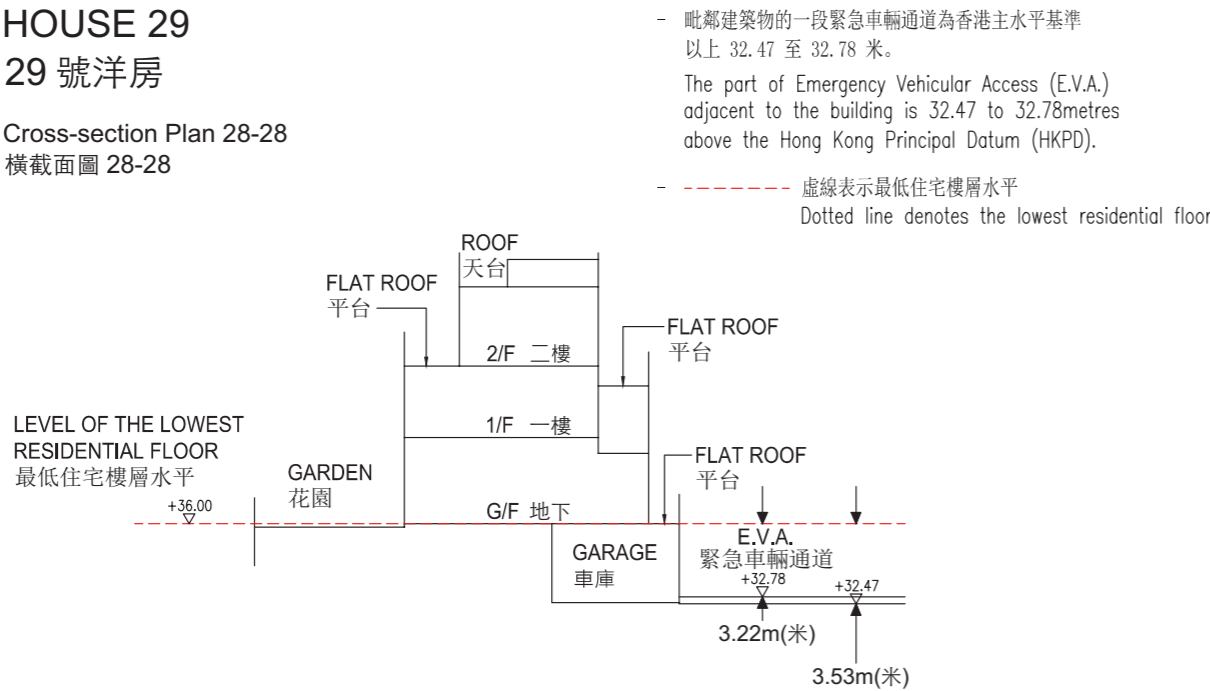 HOUSE 29
29 號洋房
Cross-section Plan 28-28
橫截面圖 28-28
- 毗鄰建築物的一段緊急車輛通道為香港主水平基準
以上 32.47 至 32.78 米。
The part of Emergency Vehicular Access (E.V.A.)
adjacent to the building is 32.47 to 32.78metres
above the Hong Kong Principal Datum (HKPD).
- 虛線表示最低住宅樓層水平
Dotted line denotes the lowest residential floor
ROOF
天台
FLAT ROOF
平台
FLAT ROOF
平台
2/F 二樓
LEVEL OF THE LOWEST
RESIDENTIAL FLOOR
最低住宅樓層水平
+36.00
1/F 一樓
GARDEN
花園
FLAT ROOF
平台
G/F 地下
GARAGE
車庫
E.V.A.
緊急車輛通道
+32.78
+32.47
3.22m(米)
3.53m(米)